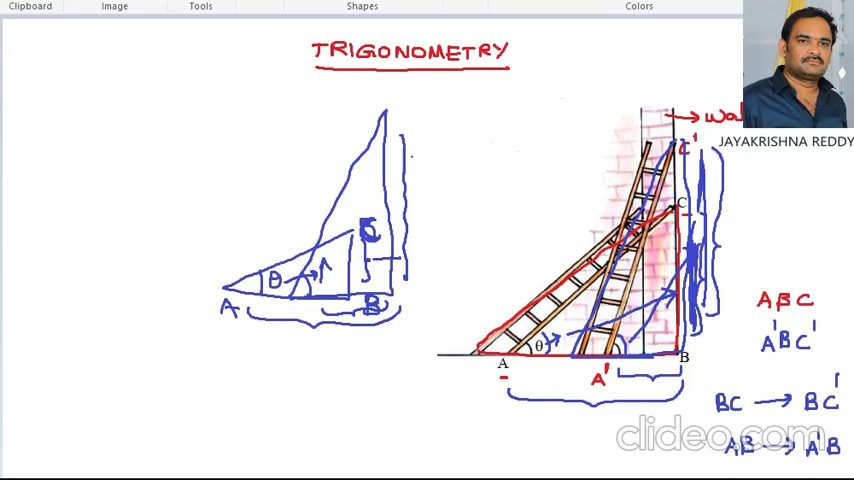 Clipboard
Image
Tools
Shapes
Colors
TRIGONOMETRY
JAYAKRISHNA REDDY
C'
C
θ
A
A
B
θ
A
A'
B
ABC
A'BC'
BC → BC'
AB → A'B
clideo.com